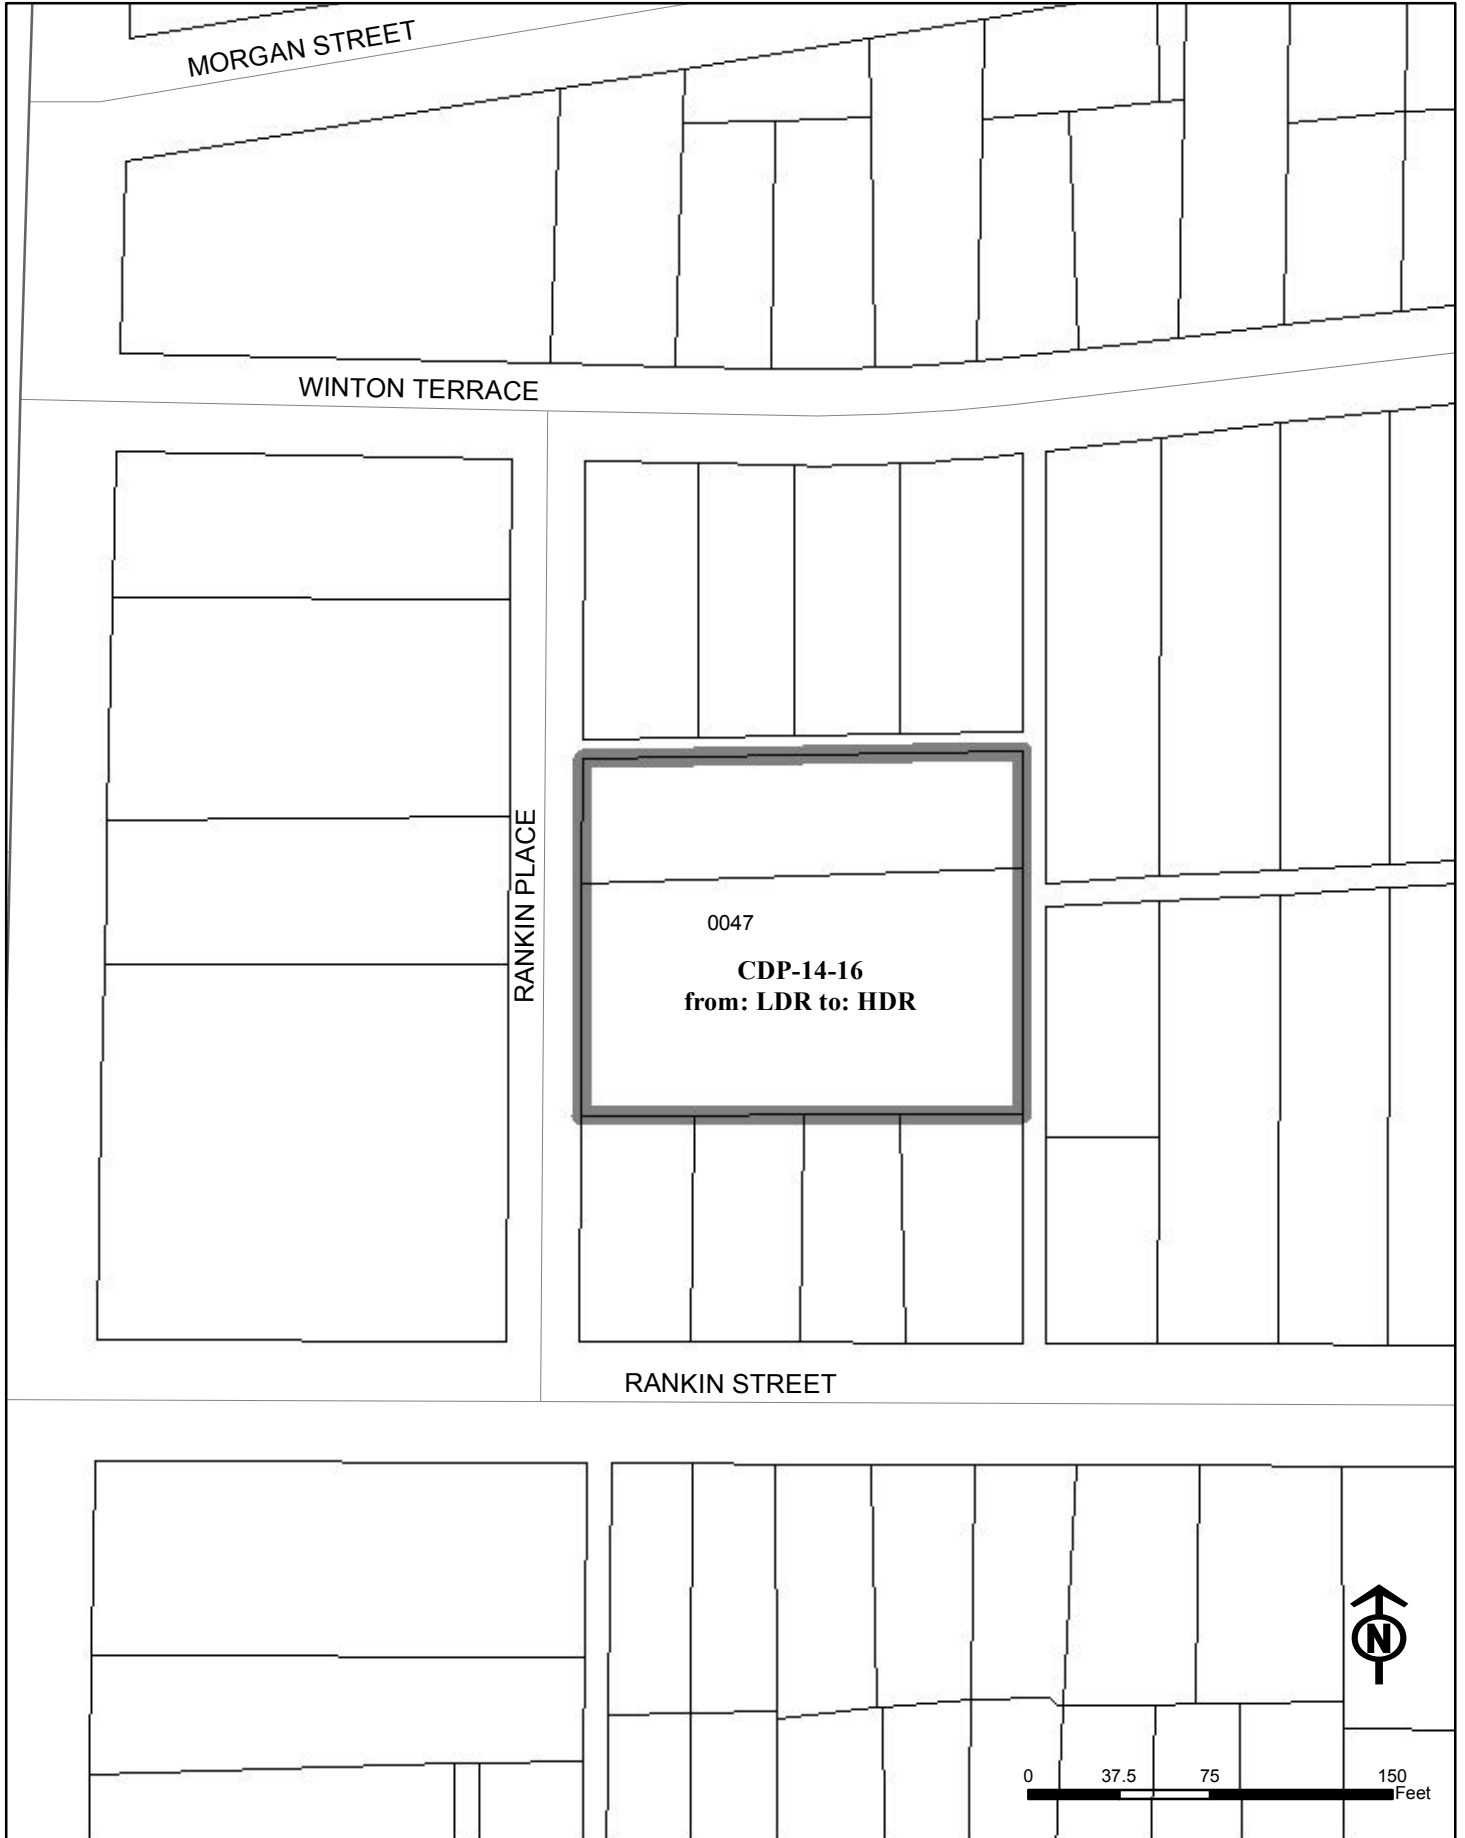 MORGAN STREET
WINTON TERRACE
RANKIN PLACE
0047
CDP-14-16
from: LDR to: HDR
RANKIN STREET
N
0 37.5 75 150
Feet